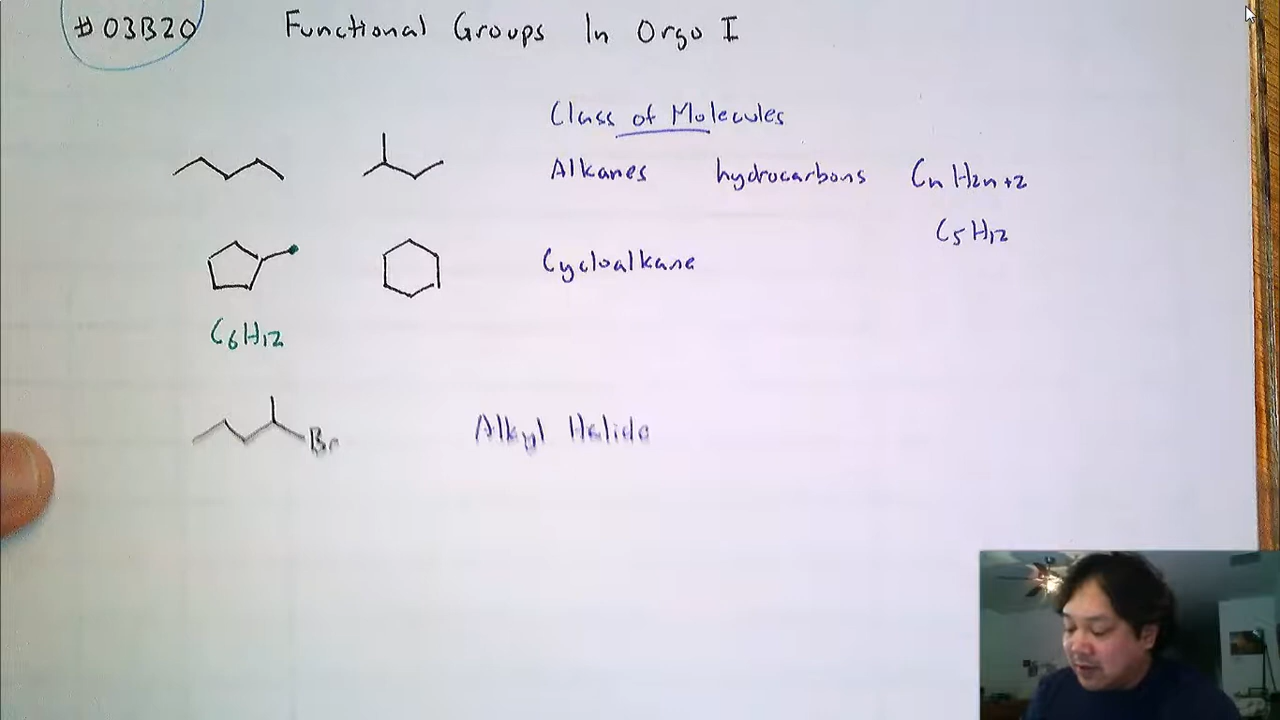 #03B20 Functional Groups In Orgo I
Class of Molecules
Alkanes hydrocarbons CnH2n+2
C5H12
Cycloalkane
C6H12
Br Alkyl Halide